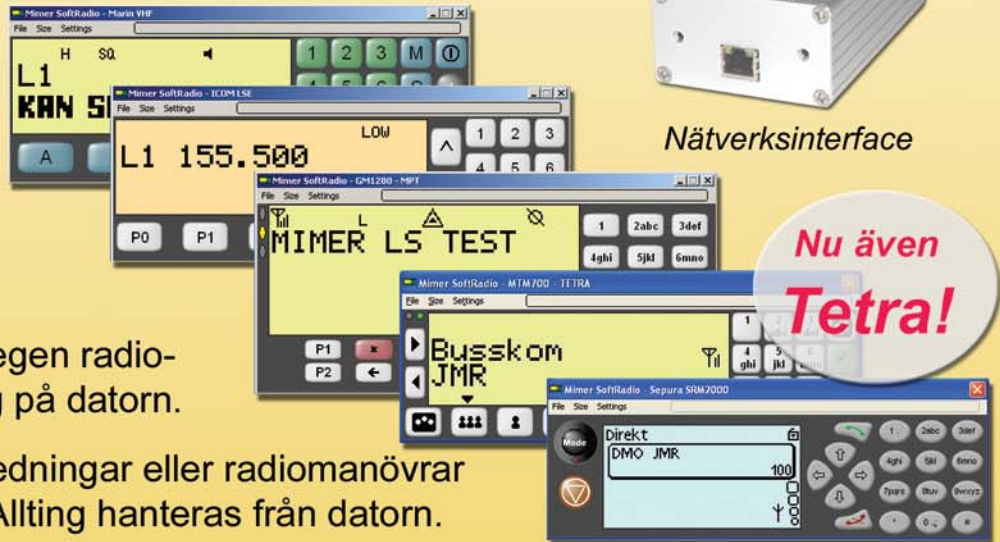 Mimer SoftRadio - Marin VHF
File Size Settings
H SQ
L1
KAN
1 2 3 M
A
Mimer SoftRadio - ICOM LSE
File Size Settings
LOW
L1 155.500
1 2 3
4 5 6
P0 P1
Mimer SoftRadio - GM1280 - MPT
File Size Settings
L
MIMER LS TEST
1 2abc 3def
4ghi 5jkl 6mno
P1
P2
Mimer SoftRadio - MTM700 - TETRA
File Size Settings
Busskom
JMR
1
4 ghi 5 jkl
Mimer SoftRadio - Sepura SRM2000
File Size Settings
Mode
Direkt
DMO JMR
100
1 2abc 3def
4ghi 5jkl 6mno
7pqrs 8tuv 9wxyz
* 0 #
Nätverksinterface
Nu även
Tetra!
egen radio-
på datorn.
edningar eller radiomanövrar
Allting hanteras från datorn.